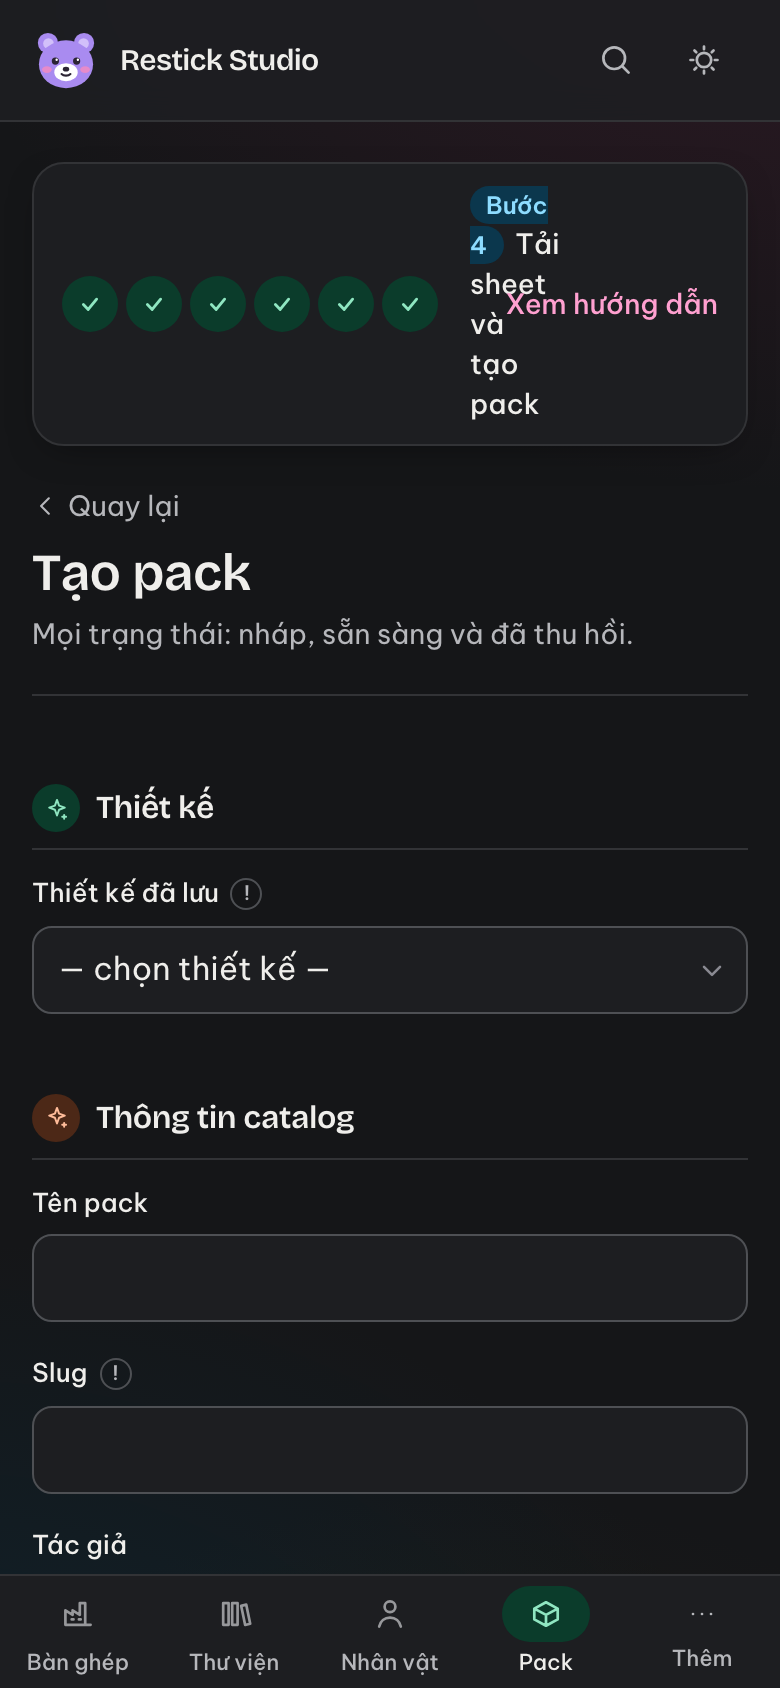 Restick Studio
Bước
4 Tải
sheet
và
tạo
pack
Xem hướng dẫn
Quay lại
Tạo pack
Mọi trạng thái: nháp, sẵn sàng và đã thu hồi.
Thiết kế
Thiết kế đã lưu !
— chọn thiết kế —
Thông tin catalog
Tên pack
Slug !
Tác giả
Bàn ghép
Thư viện
Nhân vật
Pack
Thêm